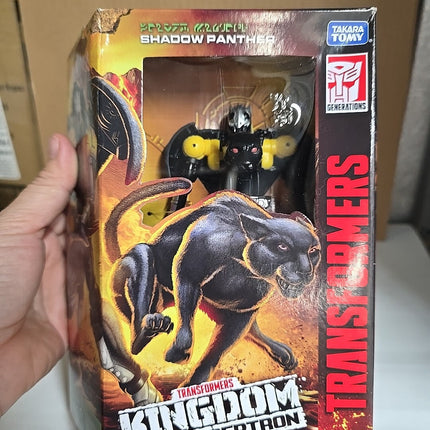 SHADOW PANTHER
TAKARA
TOMY
GENERATIONS
TRANSFORMERS
TRANSFORMERS
KINGDOM